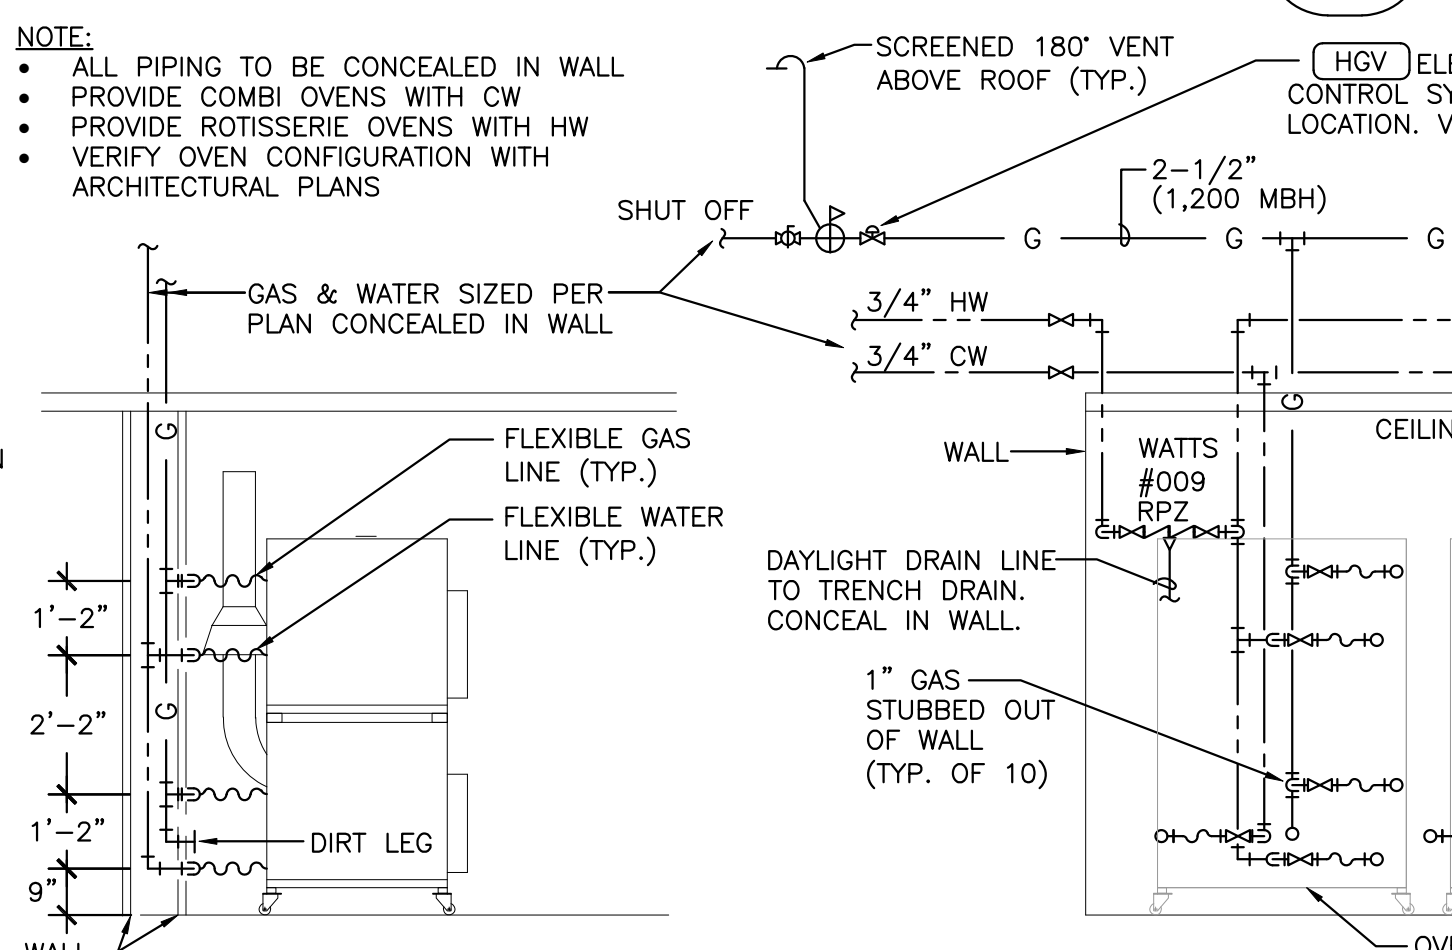 NOTE:
• ALL PIPING TO BE CONCEALED IN WALL
• PROVIDE COMBI OVENS WITH CW
• PROVIDE ROTISSERIE OVENS WITH HW
• VERIFY OVEN CONFIGURATION WITH
ARCHITECTURAL PLANS
SCREENED 180° VENT
ABOVE ROOF (TYP.)
HGV
CONTROL
LOCATION.
2-1/2"
(1,200 MBH)
SHUT OFF
G
G
G
GAS & WATER SIZED PER
PLAN CONCEALED IN WALL
3/4" HW
3/4" CW
G
G
FLEXIBLE GAS
LINE (TYP.)
FLEXIBLE WATER
LINE (TYP.)
WALL
WATTS
#009
RPZ
DAYLIGHT DRAIN LINE
TO TRENCH DRAIN.
CONCEAL IN WALL.
1'-2"
2'-2"
1'-2"
9"
G
1" GAS
STUBBED OUT
OF WALL
(TYP. OF 10)
DIRT LEG
WALL